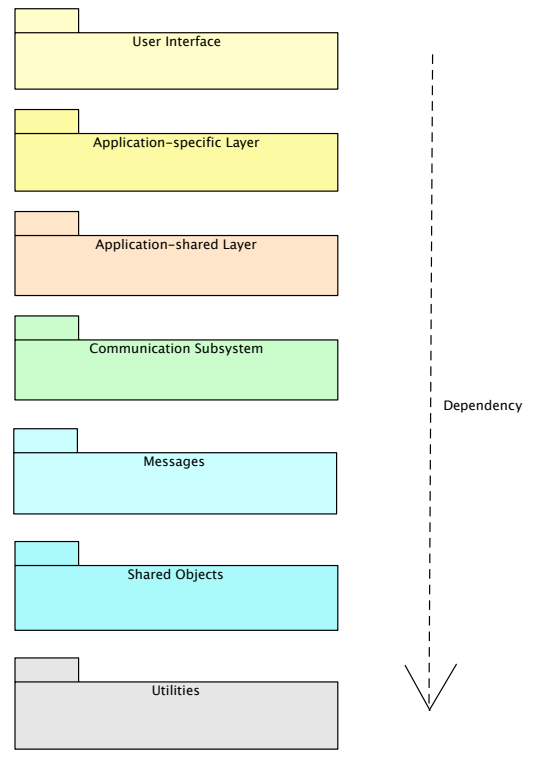 User Interface
Application-specific Layer
Application-shared Layer
Communication Subsystem
Dependency
Messages
Shared Objects
Utilities